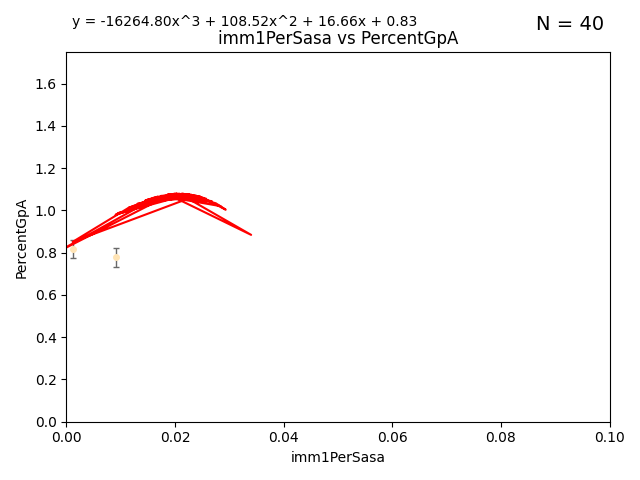 y = -16264.80x^3 + 108.52x^2 + 16.66x + 0.83
N = 40
imm1PerSasa vs PercentGpA
PercentGpA
1.6
1.4
1.2
1.0
0.8
0.6
0.4
0.2
0.0
0.00 0.02 0.04 0.06 0.08 0.10
imm1PerSasa